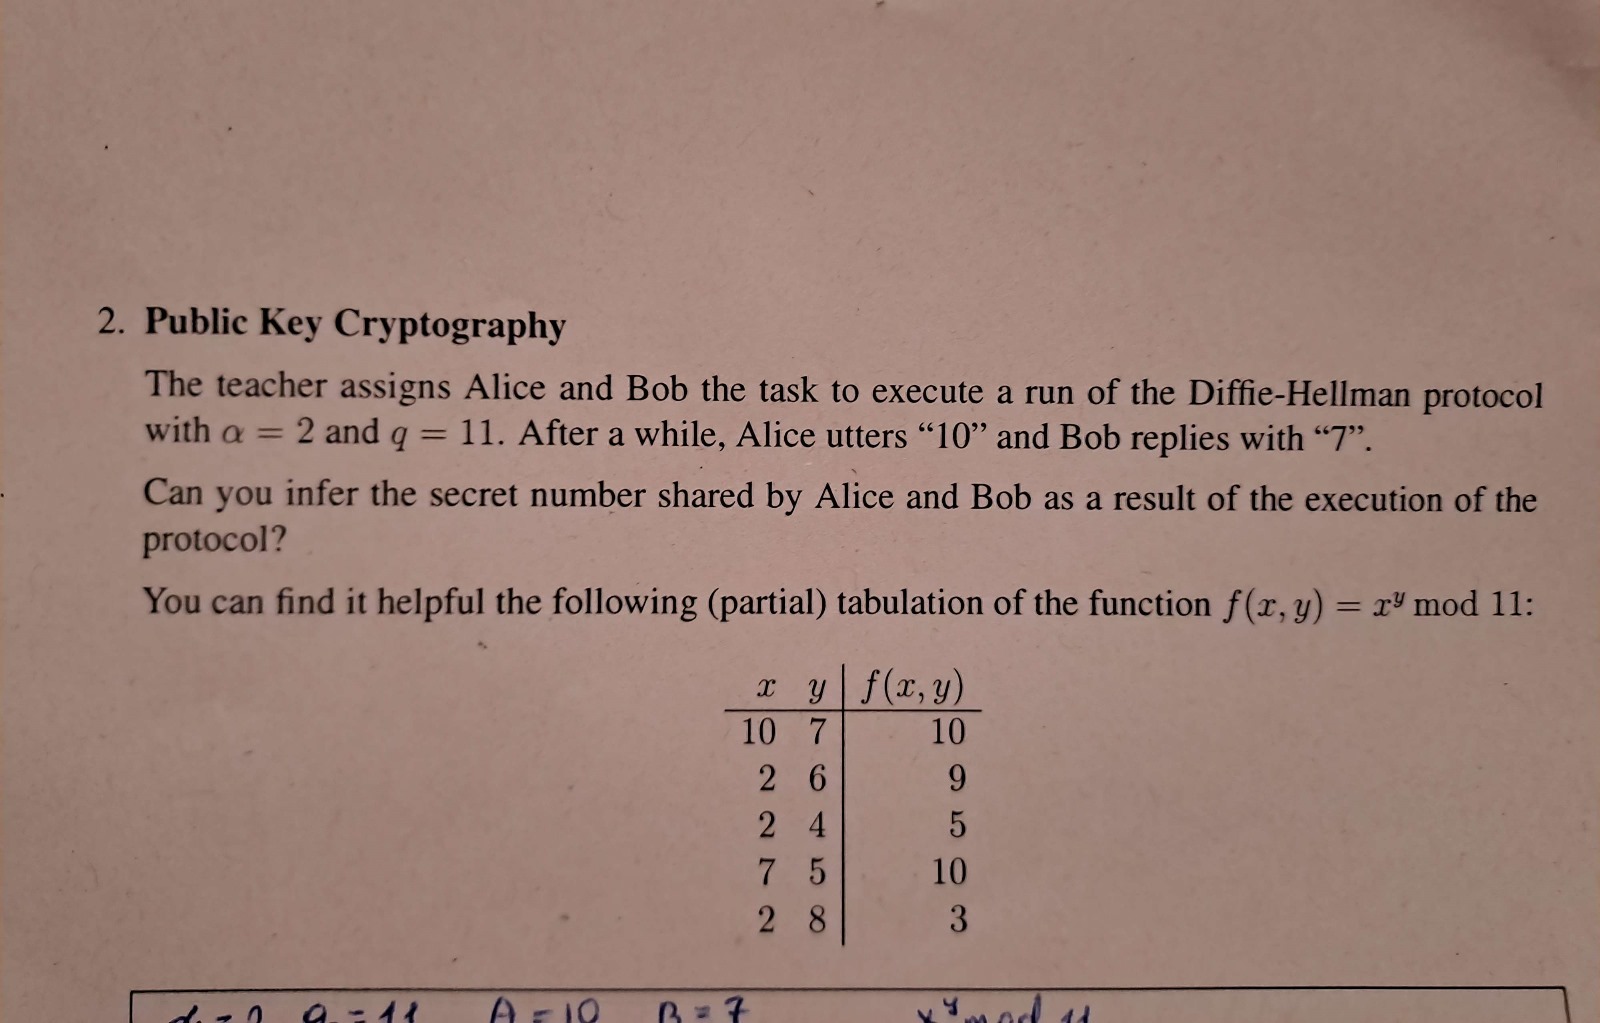 2. Public Key Cryptography
The teacher assigns Alice and Bob the task to execute a run of the Diffie-Hellman protocol
with α = 2 and q = 11. After a while, Alice utters “10” and Bob replies with “7”.
Can you infer the secret number shared by Alice and Bob as a result of the execution of the
protocol?
You can find it helpful the following (partial) tabulation of the function f(x, y) = xʸ mod 11:
x y f(x, y)
10 7 10
2 6 9
2 4 5
7 5 10
2 8 3
α = 2 q = 11 A = 10 B = 7 xʸ mod 11